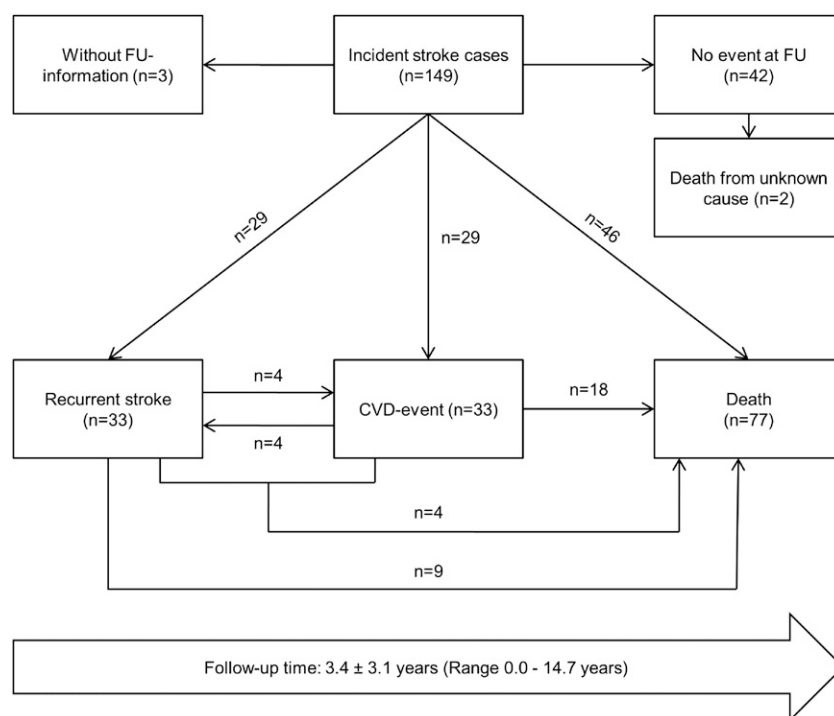 Without FU-
information (n=3)
Incident stroke cases
(n=149)
No event at FU
(n=42)
Death from unknown
cause (n=2)
n=29
n=29
n=46
Recurrent stroke
(n=33)
n=4
n=4
CVD-event (n=33)
n=18
Death
(n=77)
n=4
n=9
Follow-up time: 3.4 ± 3.1 years (Range 0.0 - 14.7 years)